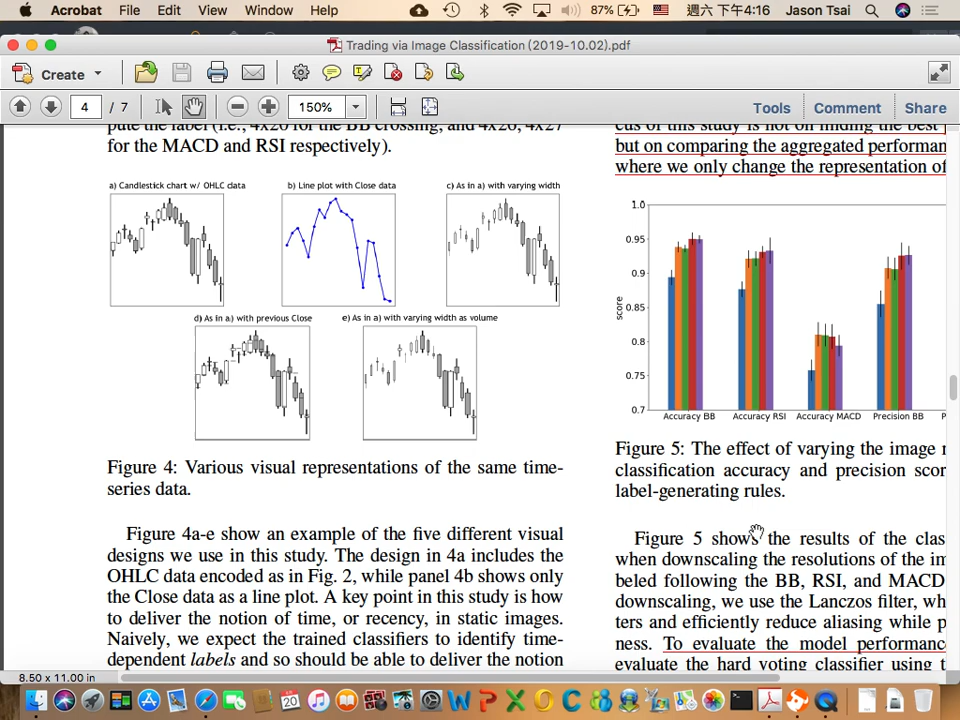 Acrobat File Edit View Window Help 87% 週六 下午4:16 Jason Tsai
Trading via Image Classification (2019-10.02).pdf
Create
4 / 7 150% Tools Comment Share
pute the label (i.e., 4x20 for the BB crossing, and 4x26, 4x27
for the MACD and RSI respectively).
a) Candlestick chart w/ OHLC data
b) Line plot with Close data
c) As in a) with varying width
d) As in a) with previous Close
e) As in a) with varying width as volume
Figure 4: Various visual representations of the same time-
series data.
Figure 4a-e show an example of the five different visual
designs we use in this study. The design in 4a includes the
OHLC data encoded as in Fig. 2, while panel 4b shows only
the Close data as a line plot. A key point in this study is how
to deliver the notion of time, or recency, in static images.
Naively, we expect the trained classifiers to identify time-
dependent labels and so should be able to deliver the notion
cus of this study is not on finding the best
but on comparing the aggregated performan
where we only change the representation of
1.0
0.95
0.9
0.85
0.8
0.75
0.7
score
Accuracy BB Accuracy RSI Accuracy MACD Precision BB P
Figure 5: The effect of varying the image r
classification accuracy and precision scor
label-generating rules.
Figure 5 shows the results of the clas
when downscaling the resolutions of the im
beled following the BB, RSI, and MACD
downscaling, we use the Lanczos filter, wh
ters and efficiently reduce aliasing while p
ness. To evaluate the model performance
evaluate the hard voting classifier using t
8.50 x 11.00 in